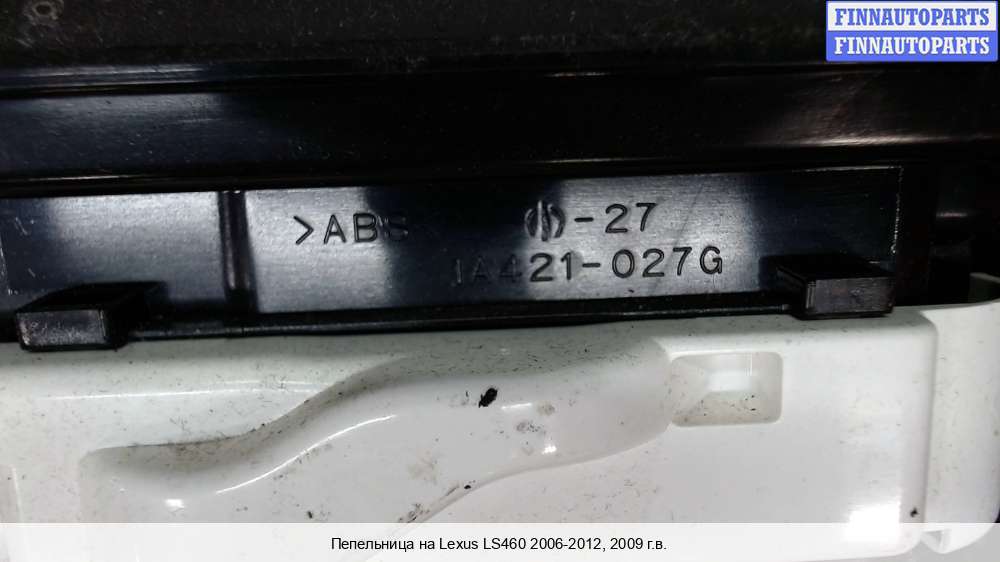 FINNAUTOPARTS
FINNAUTOPARTS
>ABS -27
1A421-027G
Пепельница на Lexus LS460 2006-2012, 2009 г.в.